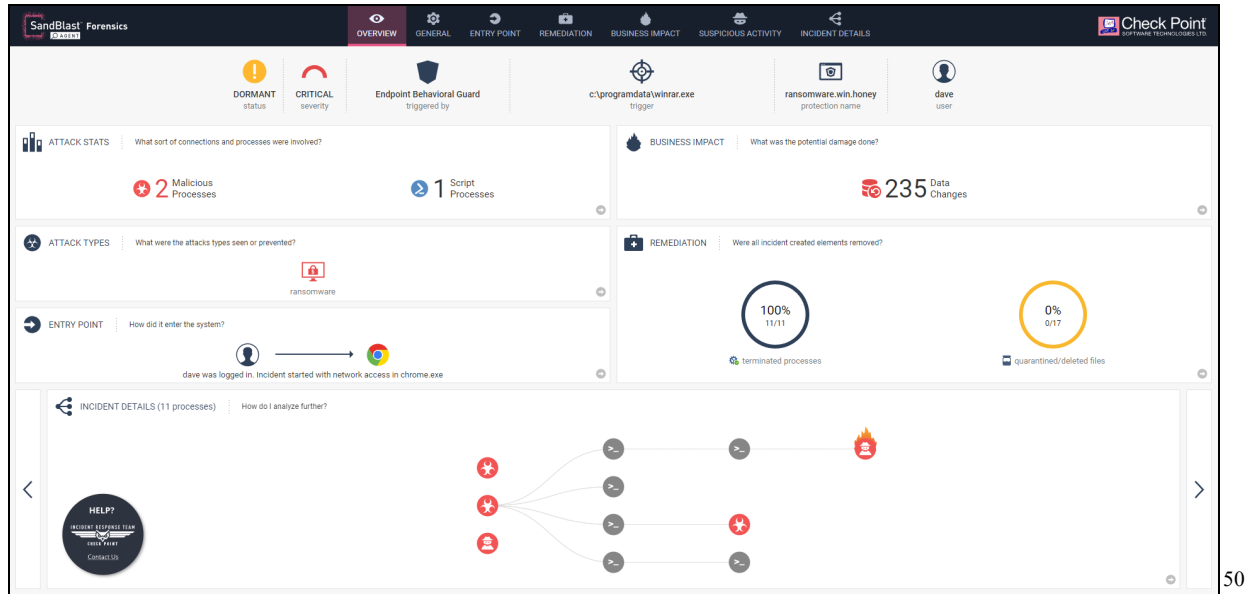 SandBlast Forensics
AGENT
OVERVIEW
GENERAL
ENTRY POINT
REMEDIATION
BUSINESS IMPACT
SUSPICIOUS ACTIVITY
INCIDENT DETAILS
Check Point
SOFTWARE TECHNOLOGIES LTD.
DORMANT
status
CRITICAL
severity
Endpoint Behavioral Guard
triggered by
c:\programdata\winrar.exe
trigger
ransomware.win.honey
protection name
dave
user
ATTACK STATS What sort of connections and processes were involved?
2 Malicious
Processes
1 Script
Processes
BUSINESS IMPACT What was the potential damage done?
235 Data
Changes
ATTACK TYPES What were the attacks types seen or prevented?
ransomware
REMEDIATION Were all incident created elements removed?
100%
11/11
terminated processes
0%
0/17
quarantined/deleted files
ENTRY POINT How did it enter the system?
dave was logged in. Incident started with network access in chrome.exe
INCIDENT DETAILS (11 processes) How do I analyze further?
HELP?
INCIDENT RESPONSE TEAM
CHECK POINT
Contact Us
50